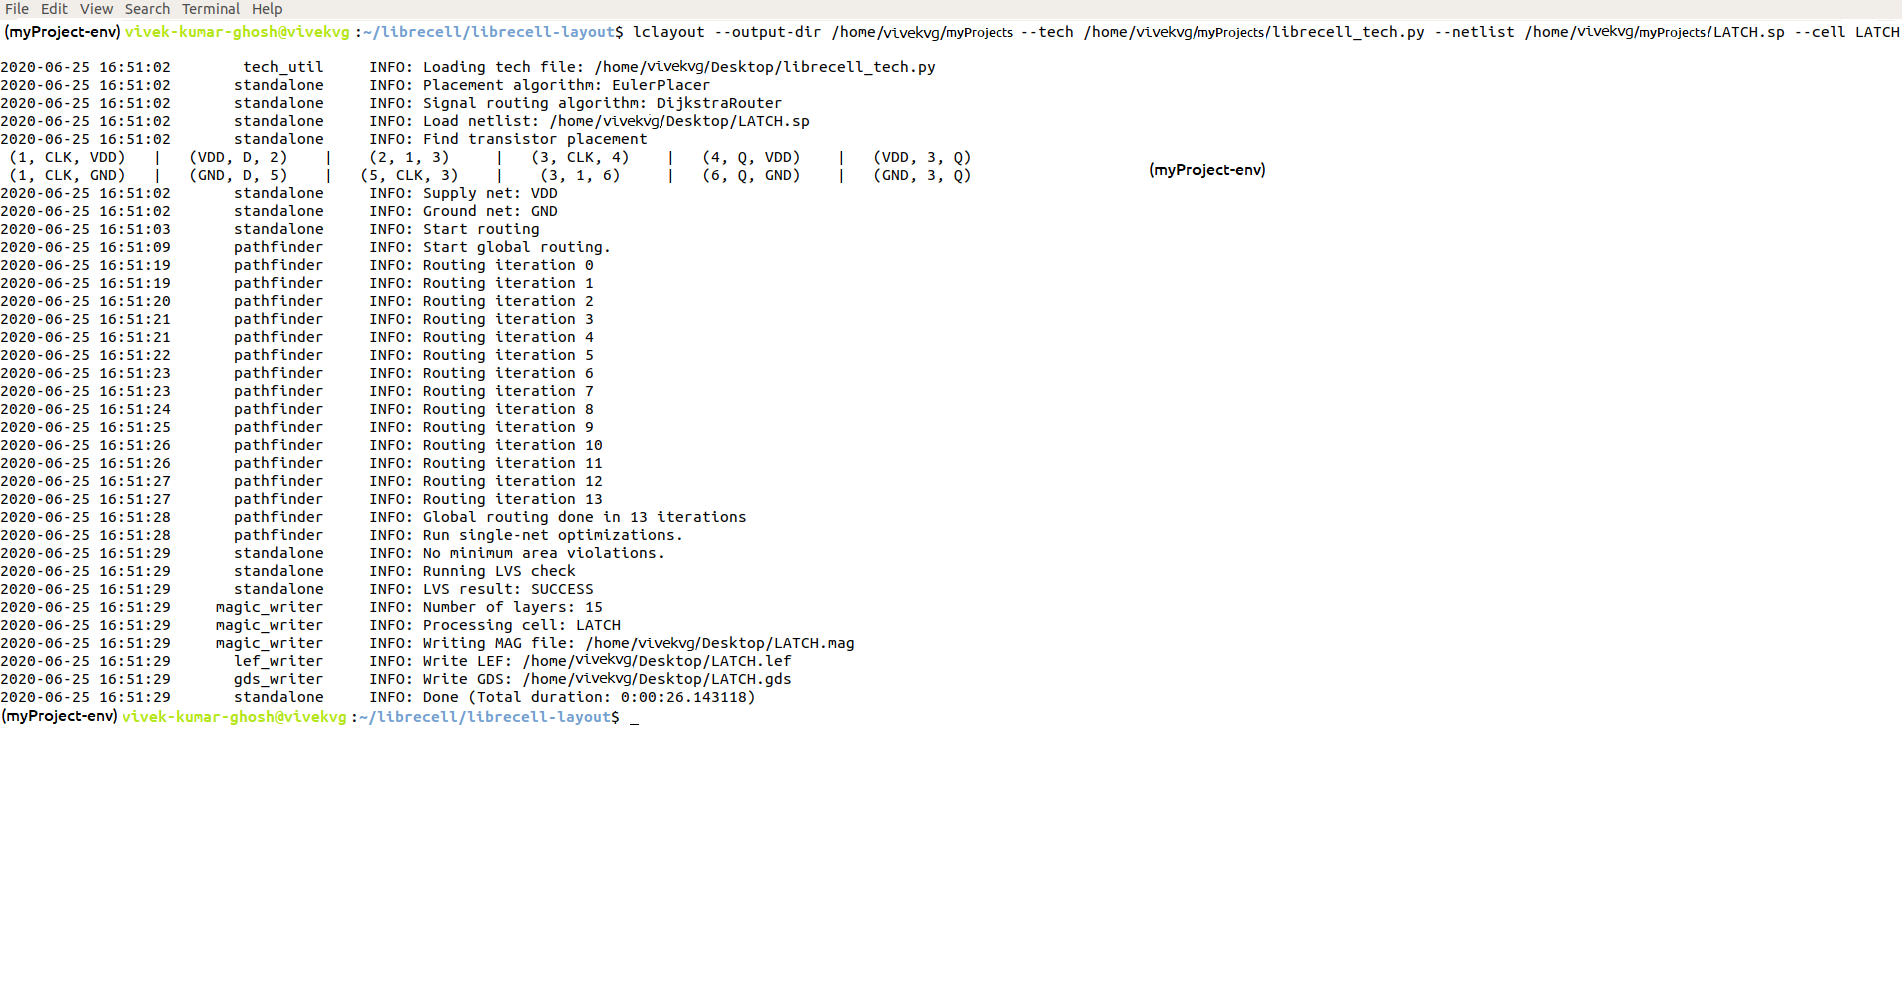 File Edit View Search Terminal Help
(myProject-env) vivek-kumar-ghosh@vivekvg :~/librecell/librecell-layout$ lclayout --output-dir /home/vivekvg/myProjects --tech /home/vivekvg/myProjects/librecell_tech.py --netlist /home/vivekvg/myProjects/LATCH.sp --cell LATCH
2020-06-25 16:51:02 tech_util INFO: Loading tech file: /home/vivekvg/Desktop/librecell_tech.py
2020-06-25 16:51:02 standalone INFO: Placement algorithm: EulerPlacer
2020-06-25 16:51:02 standalone INFO: Signal routing algorithm: DijkstraRouter
2020-06-25 16:51:02 standalone INFO: Load netlist: /home/vivekvg/Desktop/LATCH.sp
2020-06-25 16:51:02 standalone INFO: Find transistor placement
(1, CLK, VDD) | (VDD, D, 2) | (2, 1, 3) | (3, CLK, 4) | (4, Q, VDD) | (VDD, 3, Q)
(1, CLK, GND) | (GND, D, 5) | (5, CLK, 3) | (3, 1, 6) | (6, Q, GND) | (GND, 3, Q) (myProject-env)
2020-06-25 16:51:02 standalone INFO: Supply net: VDD
2020-06-25 16:51:02 standalone INFO: Ground net: GND
2020-06-25 16:51:03 standalone INFO: Start routing
2020-06-25 16:51:09 pathfinder INFO: Start global routing.
2020-06-25 16:51:19 pathfinder INFO: Routing iteration 0
2020-06-25 16:51:19 pathfinder INFO: Routing iteration 1
2020-06-25 16:51:20 pathfinder INFO: Routing iteration 2
2020-06-25 16:51:21 pathfinder INFO: Routing iteration 3
2020-06-25 16:51:21 pathfinder INFO: Routing iteration 4
2020-06-25 16:51:22 pathfinder INFO: Routing iteration 5
2020-06-25 16:51:23 pathfinder INFO: Routing iteration 6
2020-06-25 16:51:23 pathfinder INFO: Routing iteration 7
2020-06-25 16:51:24 pathfinder INFO: Routing iteration 8
2020-06-25 16:51:25 pathfinder INFO: Routing iteration 9
2020-06-25 16:51:26 pathfinder INFO: Routing iteration 10
2020-06-25 16:51:26 pathfinder INFO: Routing iteration 11
2020-06-25 16:51:27 pathfinder INFO: Routing iteration 12
2020-06-25 16:51:27 pathfinder INFO: Routing iteration 13
2020-06-25 16:51:28 pathfinder INFO: Global routing done in 13 iterations
2020-06-25 16:51:28 pathfinder INFO: Run single-net optimizations.
2020-06-25 16:51:29 standalone INFO: No minimum area violations.
2020-06-25 16:51:29 standalone INFO: Running LVS check
2020-06-25 16:51:29 standalone INFO: LVS result: SUCCESS
2020-06-25 16:51:29 magic_writer INFO: Number of layers: 15
2020-06-25 16:51:29 magic_writer INFO: Processing cell: LATCH
2020-06-25 16:51:29 magic_writer INFO: Writing MAG file: /home/vivekvg/Desktop/LATCH.mag
2020-06-25 16:51:29 lef_writer INFO: Write LEF: /home/vivekvg/Desktop/LATCH.lef
2020-06-25 16:51:29 gds_writer INFO: Write GDS: /home/vivekvg/Desktop/LATCH.gds
2020-06-25 16:51:29 standalone INFO: Done (Total duration: 0:00:26.143118)
(myProject-env) vivek-kumar-ghosh@vivekvg :~/librecell/librecell-layout$ _